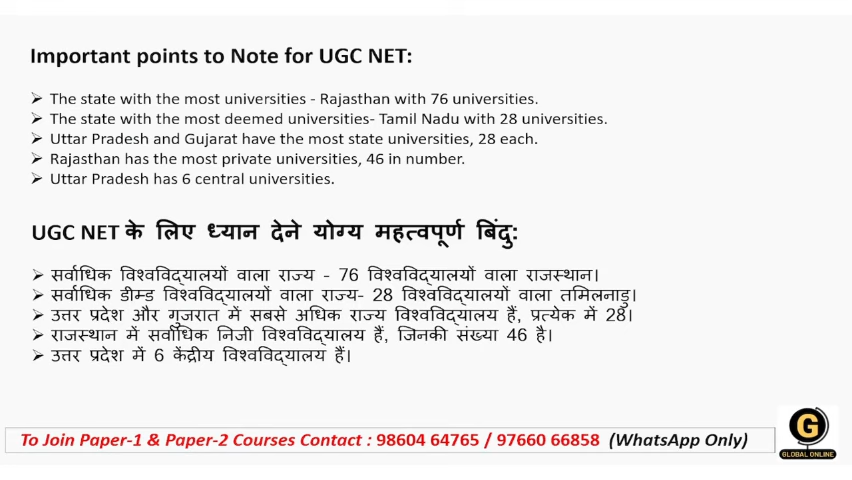 Important points to Note for UGC NET:
➢ The state with the most universities - Rajasthan with 76 universities.
➢ The state with the most deemed universities- Tamil Nadu with 28 universities.
➢ Uttar Pradesh and Gujarat have the most state universities, 28 each.
➢ Rajasthan has the most private universities, 46 in number.
➢ Uttar Pradesh has 6 central universities.
UGC NET के लिए ध्यान देने योग्य महत्वपूर्ण बिंदु:
➢ सर्वाधिक विश्वविद्यालयों वाला राज्य - 76 विश्वविद्यालयों वाला राजस्थान।
➢ सर्वाधिक डीम्ड विश्वविद्यालयों वाला राज्य- 28 विश्वविद्यालयों वाला तमिलनाडु।
➢ उत्तर प्रदेश और गुजरात में सबसे अधिक राज्य विश्वविद्यालय हैं, प्रत्येक में 28।
➢ राजस्थान में सर्वाधिक निजी विश्वविद्यालय हैं, जिनकी संख्या 46 है।
➢ उत्तर प्रदेश में 6 केंद्रीय विश्वविद्यालय हैं।
To Join Paper-1 & Paper-2 Courses Contact : 98604 64765 / 97660 66858 (WhatsApp Only)
G
GLOBAL ONLINE